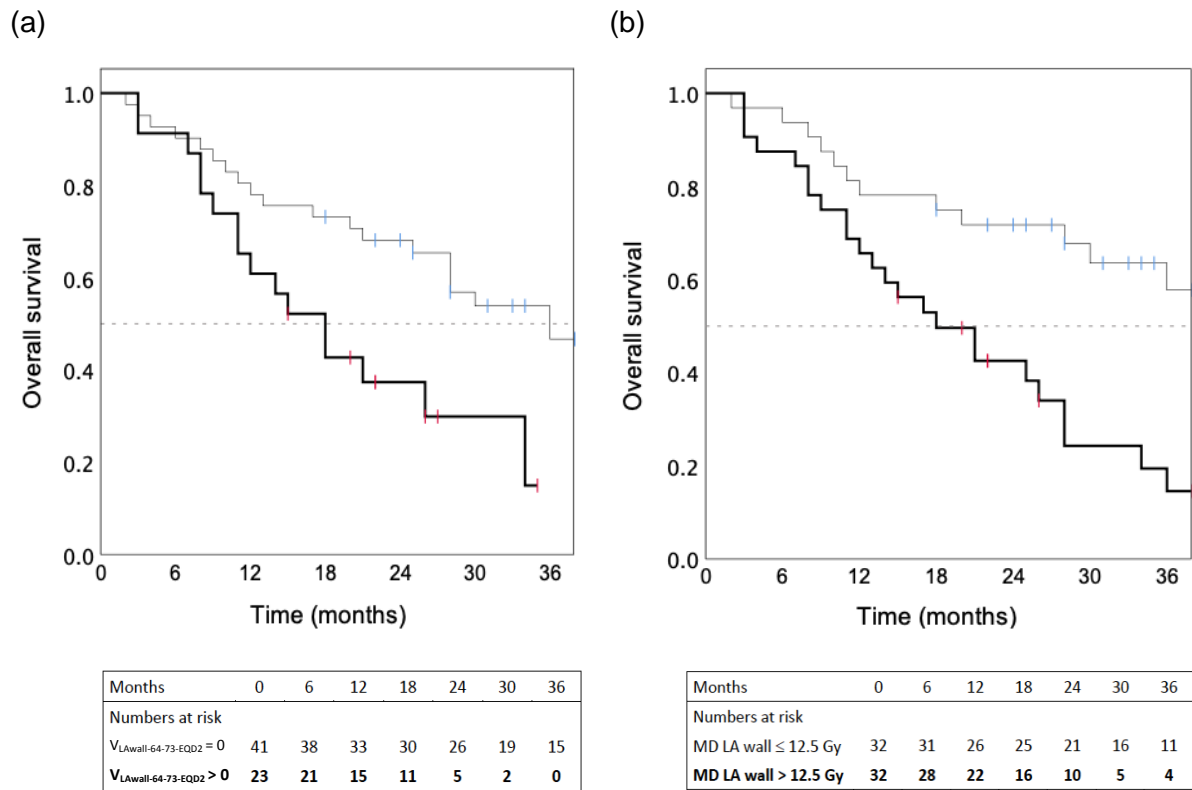 (a)
(b)
Overall survival
1.0
0.8
0.6
0.4
0.2
0.0
0 6 12 18 24 30 36
Time (months)
Overall survival
1.0
0.8
0.6
0.4
0.2
0.0
0 6 12 18 24 30 36
Time (months)
Months 0 6 12 18 24 30 36
Numbers at risk
VLAwall-64-73-EQD2 = 0 41 38 33 30 26 19 15
VLAwall-64-73-EQD2 > 0 23 21 15 11 5 2 0
Months 0 6 12 18 24 30 36
Numbers at risk
MD LA wall ≤ 12.5 Gy 32 31 26 25 21 16 11
MD LA wall > 12.5 Gy 32 28 22 16 10 5 4